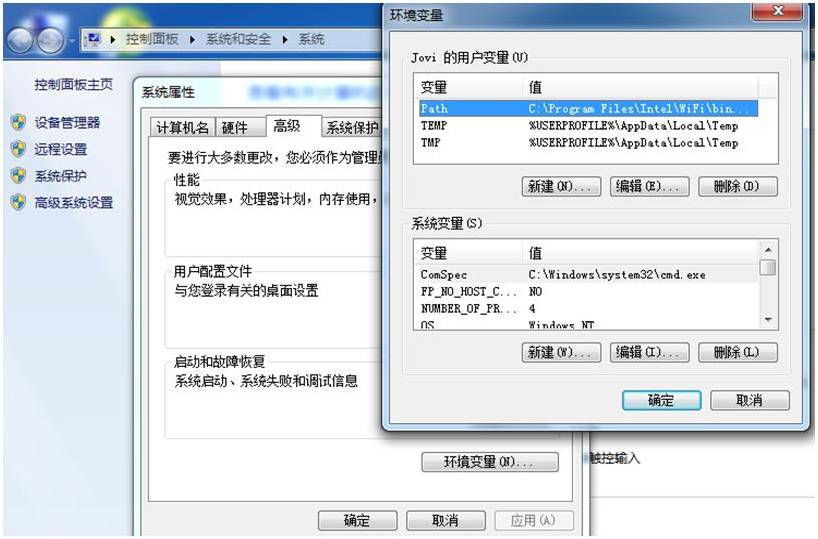 控制面板 系统和安全 系统
控制面板主页
设备管理器
远程设置
系统保护
高级系统设置
系统属性
计算机名 硬件 高级 系统保护
要进行大多数更改，您必须作为管理
性能
视觉效果，处理器计划，内存使用，
用户配置文件
与您登录有关的桌面设置
启动和故障恢复
系统启动、系统失败和调试信息
环境变量(N)...
确定 取消 应用(A)
环境变量
Jovi 的用户变量(U)
变量 值
Path C:\Program Files\Intel\WiFi\bin...
TEMP %USERPROFILE%\AppData\Local\Temp
TMP %USERPROFILE%\AppData\Local\Temp
新建(N)... 编辑(E)... 删除(D)
系统变量(S)
变量 值
ComSpec C:\Windows\system32\cmd.exe
FP_NO_HOST_C... NO
NUMBER_OF_PR... 4
OS Windows_NT
新建(W)... 编辑(I)... 删除(L)
确定 取消
触控输入